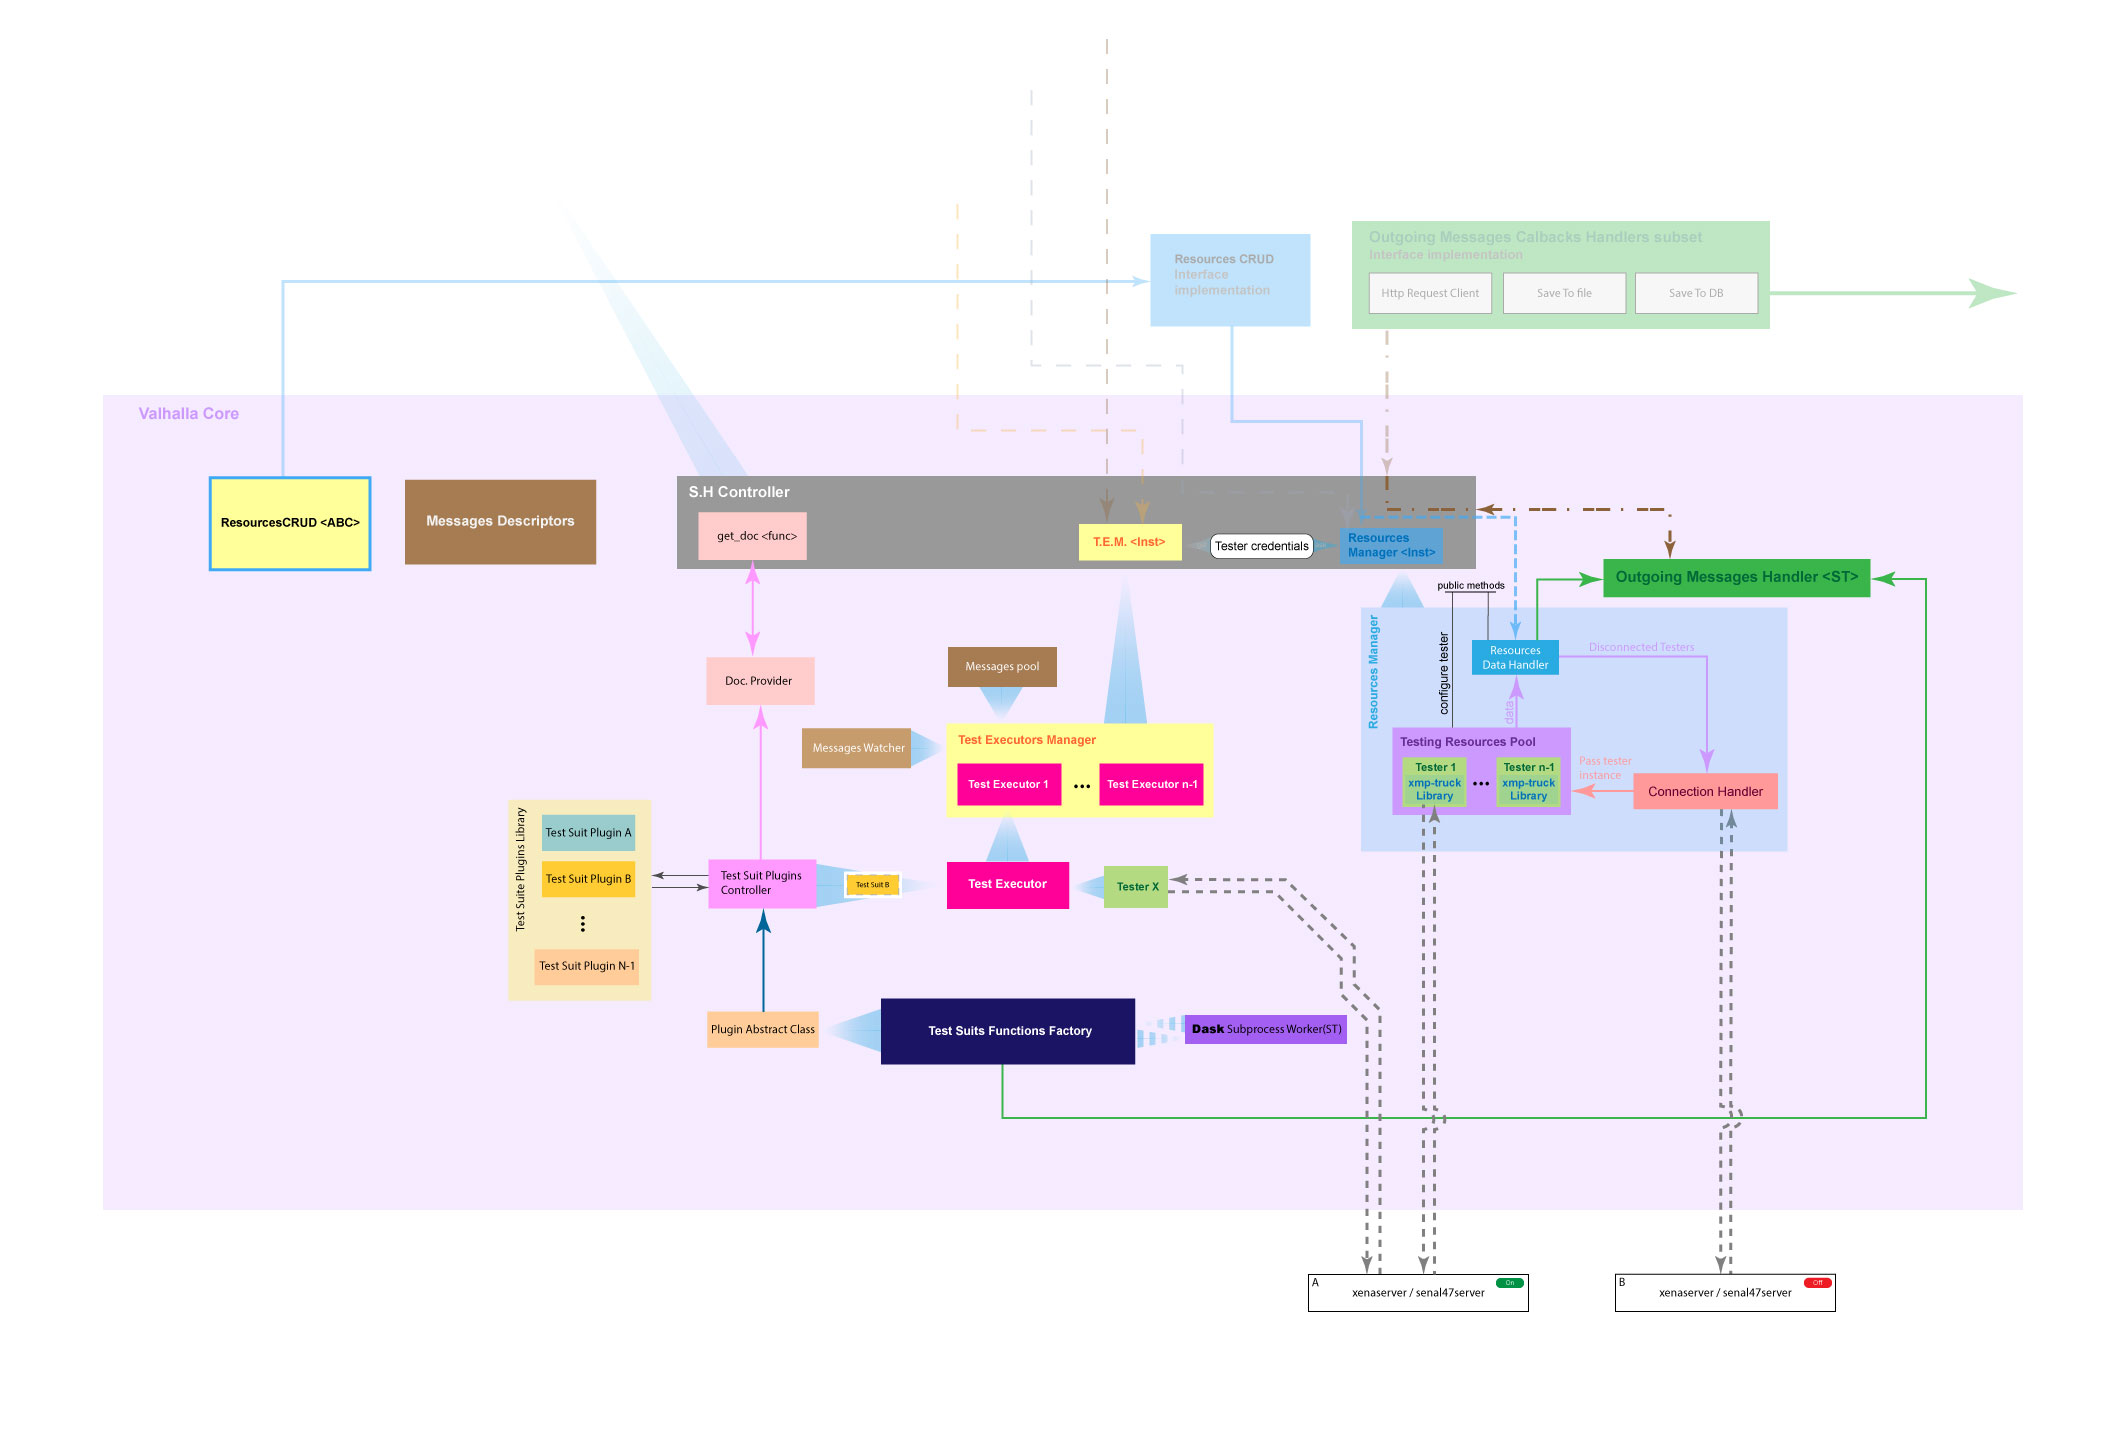 Resources CRUD
Interface
implementation
Outgoing Messages Calbacks Handlers subset
Interface implementation
Http Request Client
Save To file
Save To DB
Valhalla Core
ResourcesCRUD <ABC>
Messages Descriptors
S.H Controller
get_doc <func>
T.E.M. <Inst>
Tester credentials
Resources
Manager <Inst>
Outgoing Messages Handler <ST>
public methods
configure tester
Resources Manager
Resources
Data Handler
Disconnected Testers
data
Testing Resources Pool
Tester 1
xmp-truck
Library
...
Tester n-1
xmp-truck
Library
Pass tester
instance
Connection Handler
Doc. Provider
Messages pool
Messages Watcher
Test Executors Manager
Test Executor 1
...
Test Executor n-1
Test Suite Plugins Library
Test Suit Plugin A
Test Suit Plugin B
...
Test Suit Plugin N-1
Test Suit Plugins
Controller
Test Suit B
Test Executor
Tester X
Plugin Abstract Class
Test Suits Functions Factory
Dask Subprocess Worker(ST)
A
On
xenaserver / senal47server
B
Off
xenaserver / senal47server